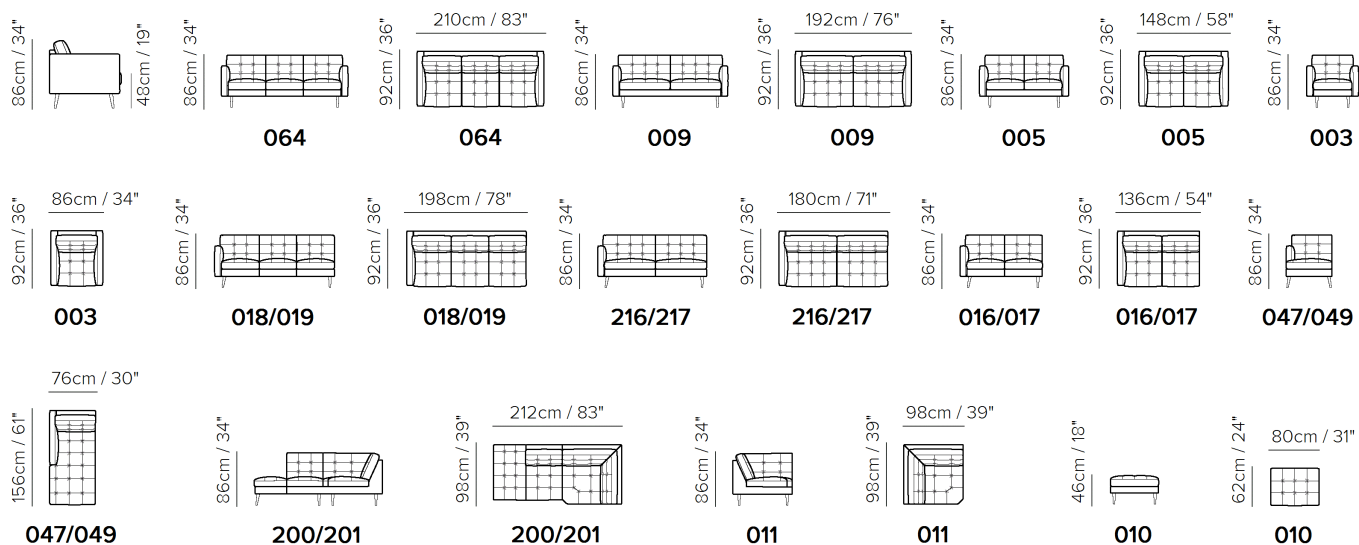 86cm / 34"
48cm / 19"
86cm / 34"
064
210cm / 83"
92cm / 36"
064
86cm / 34"
009
192cm / 76"
92cm / 36"
009
86cm / 34"
005
148cm / 58"
92cm / 36"
005
86cm / 34"
003
86cm / 34"
92cm / 36"
003
86cm / 34"
018/019
198cm / 78"
92cm / 36"
018/019
86cm / 34"
216/217
180cm / 71"
92cm / 36"
216/217
86cm / 34"
016/017
136cm / 54"
92cm / 36"
016/017
86cm / 34"
047/049
76cm / 30"
156cm / 61"
047/049
86cm / 34"
200/201
212cm / 83"
98cm / 39"
200/201
86cm / 34"
011
98cm / 39"
98cm / 39"
011
46cm / 18"
010
80cm / 31"
62cm / 24"
010